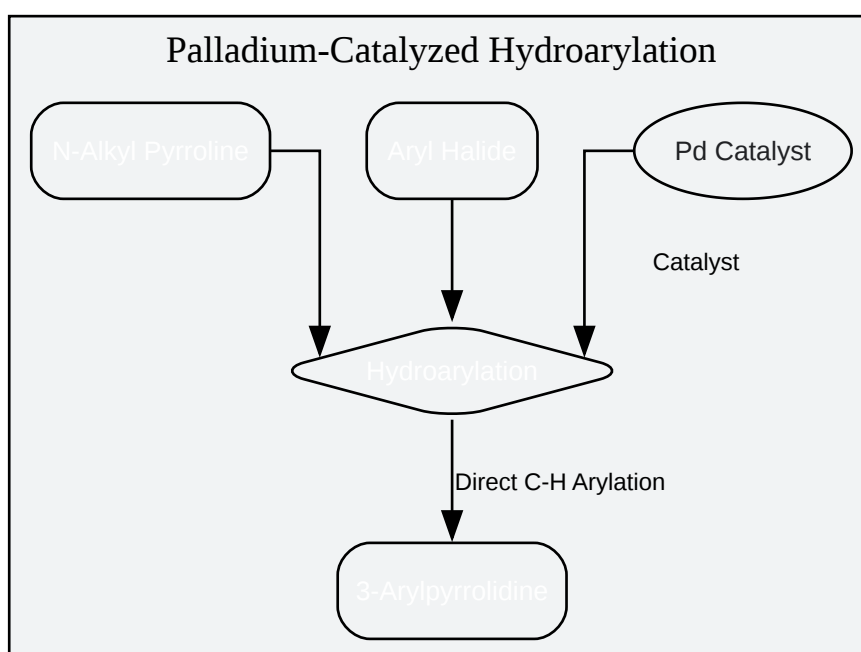 Palladium-Catalyzed Hydroarylation
N-Alkyl Pyrroline
Aryl Halide
Pd Catalyst
Catalyst
Hydroarylation
Direct C-H Arylation
3-Arylpyrrolidine